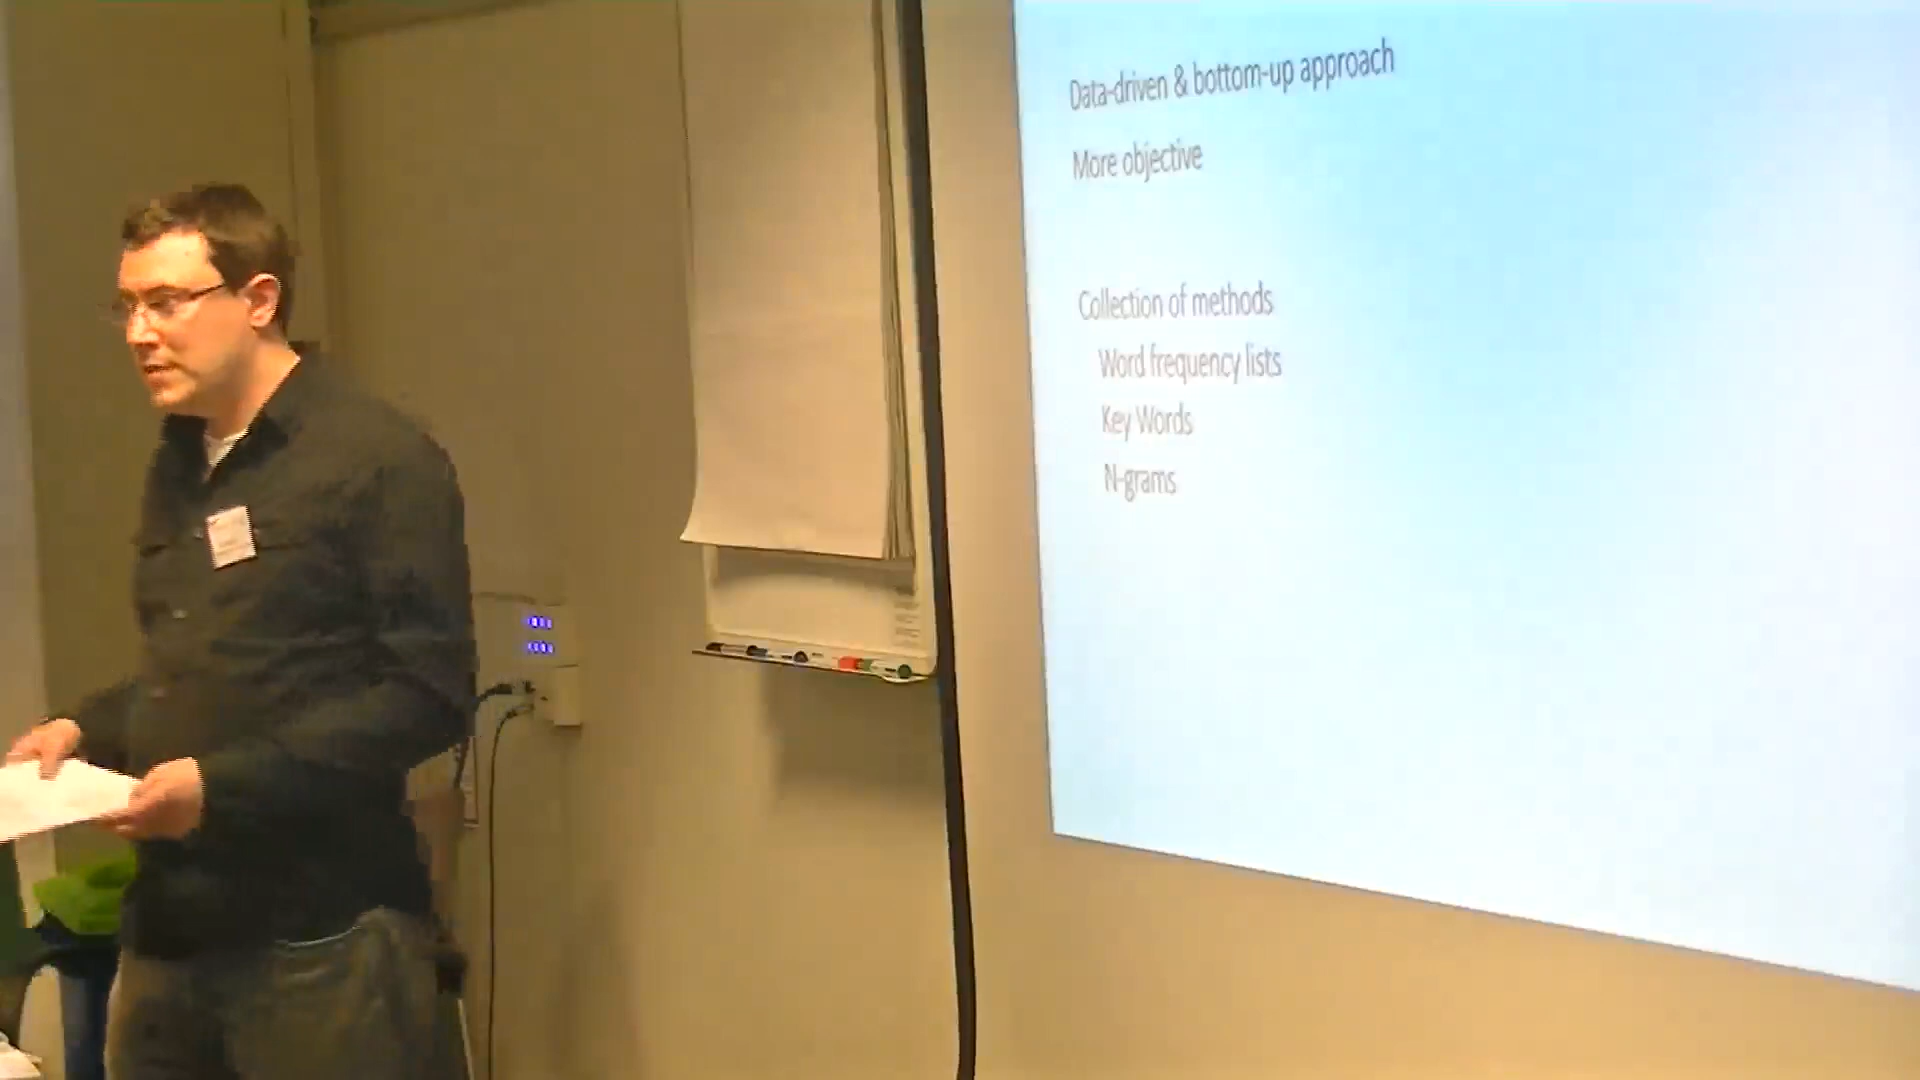 Data-driven & bottom-up approach
More objective
Collection of methods
Word frequency lists
Key Words
N-grams